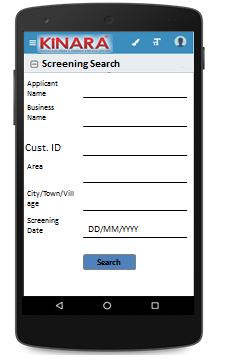 KINARA
Screening Search
Applicant
Name
Business
Name
Cust. ID
Area
City/Town/Vill
age
Screening
Date
DD/MM/YYYY
Search